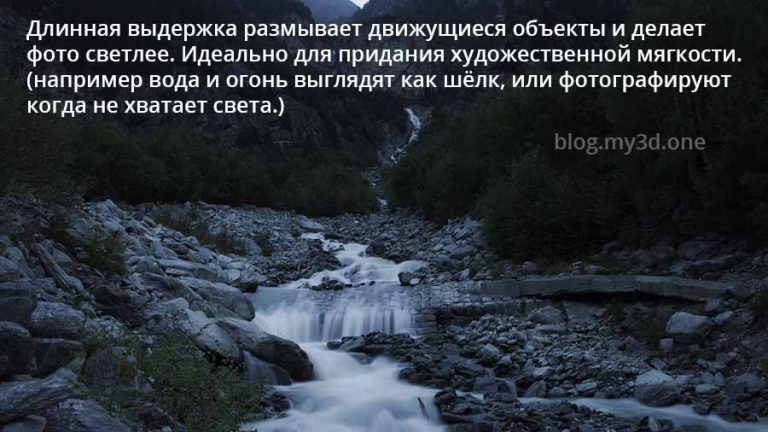 Длинная выдержка размывает движущиеся объекты и делает
фото светлее. Идеально для придания художественной мягкости.
(например вода и огонь выглядят как шёлк, или фотографируют
когда не хватает света.)
blog.my3d.one